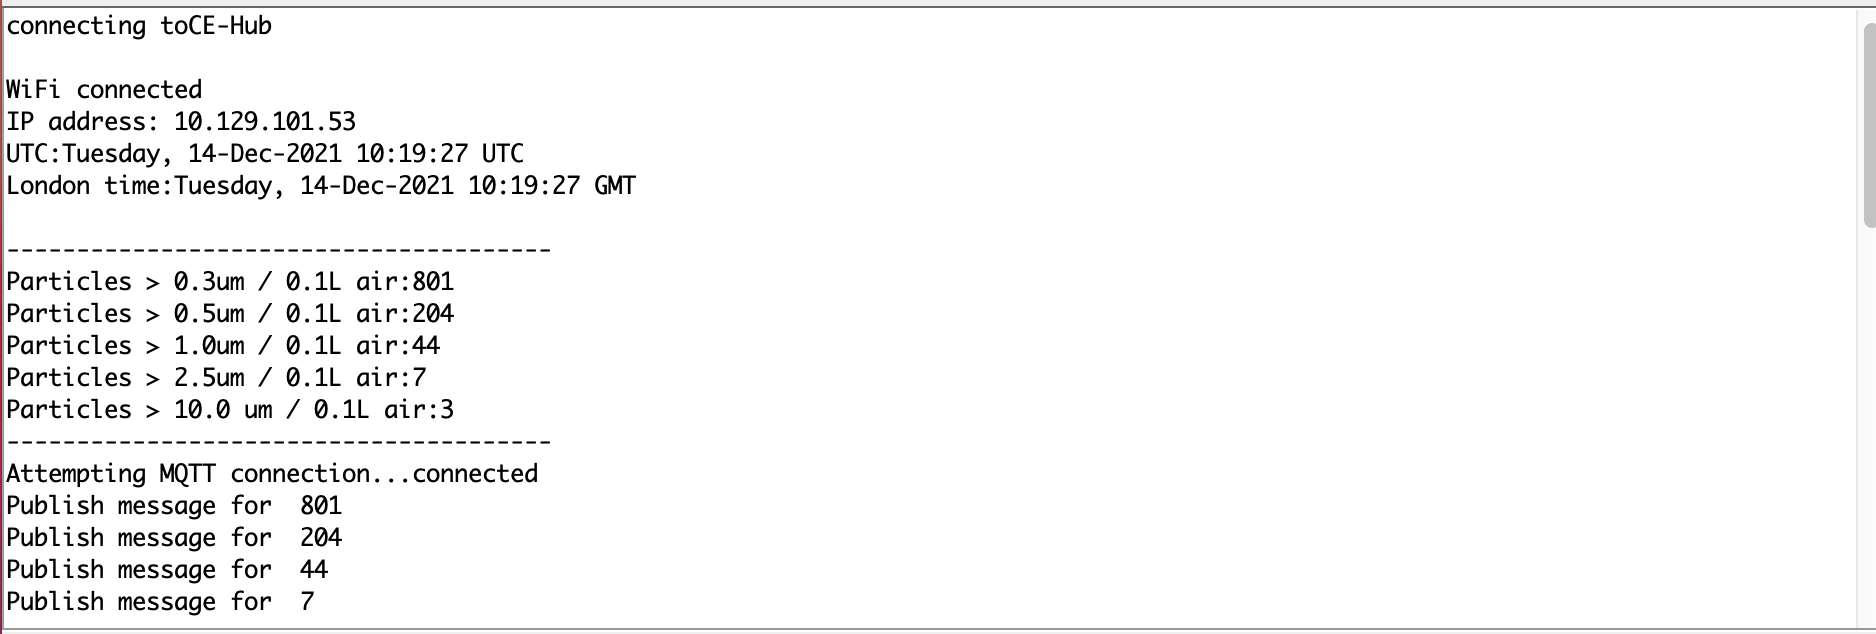 connecting toCE-Hub
WiFi connected
IP address: 10.129.101.53
UTC:Tuesday, 14-Dec-2021 10:19:27 UTC
London time:Tuesday, 14-Dec-2021 10:19:27 GMT
---------------------------------------
Particles > 0.3um / 0.1L air:801
Particles > 0.5um / 0.1L air:204
Particles > 1.0um / 0.1L air:44
Particles > 2.5um / 0.1L air:7
Particles > 10.0 um / 0.1L air:3
---------------------------------------
Attempting MQTT connection...connected
Publish message for  801
Publish message for  204
Publish message for  44
Publish message for  7